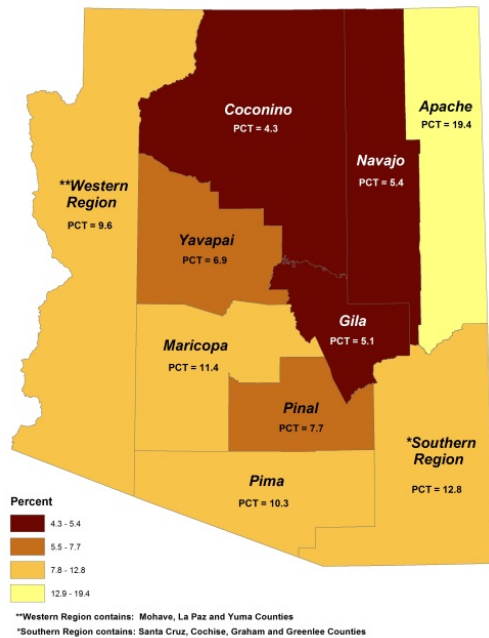 Coconino
PCT = 4.3
Apache
PCT = 19.4
Navajo
PCT = 5.4
**Western
Region
PCT = 9.6
Yavapai
PCT = 6.9
Gila
PCT = 5.1
Maricopa
PCT = 11.4
Pinal
PCT = 7.7
*Southern
Region
PCT = 12.8
Pima
PCT = 10.3
Percent
4.3 - 5.4
5.5 - 7.7
7.8 - 12.8
12.9 - 19.4
**Western Region contains: Mohave, La Paz and Yuma Counties
*Southern Region contains: Santa Cruz, Cochise, Graham and Greenlee Counties